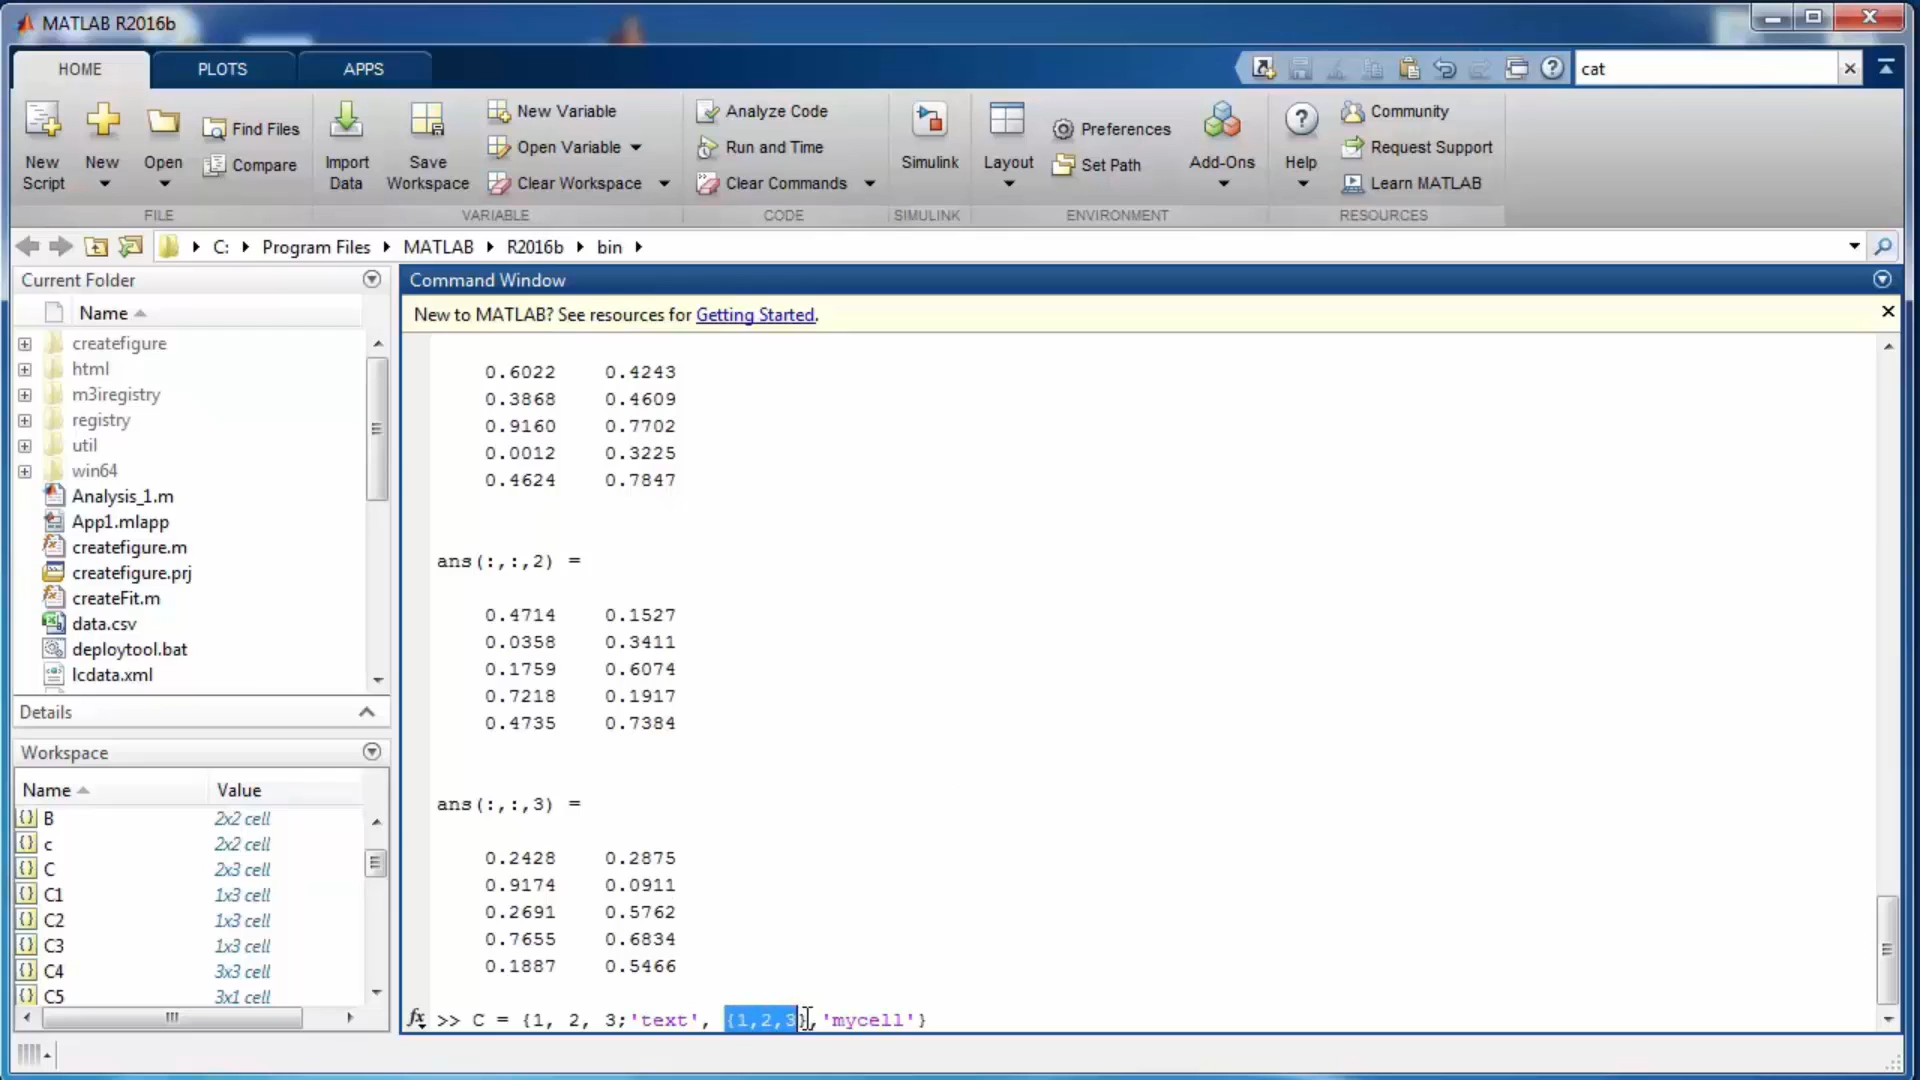 MATLAB R2016b
HOME PLOTS APPS
cat
New Script
New
Open
Find Files
Compare
Import Data
Save Workspace
New Variable
Open Variable
Clear Workspace
Analyze Code
Run and Time
Clear Commands
Simulink
Layout
Preferences
Set Path
Add-Ons
Help
Community
Request Support
Learn MATLAB
FILE VARIABLE CODE SIMULINK ENVIRONMENT RESOURCES
C: Program Files MATLAB R2016b bin
Current Folder
Name
createfigure
html
m3iregistry
registry
util
win64
Analysis_1.m
App1.mlapp
createfigure.m
createfigure.prj
createFit.m
data.csv
deploytool.bat
lcdata.xml
Details
Workspace
Name Value
B 2x2 cell
c 2x2 cell
C 2x3 cell
C1 1x3 cell
C2 1x3 cell
C3 1x3 cell
C4 3x3 cell
C5 3x1 cell
Command Window
New to MATLAB? See resources for Getting Started.
0.6022 0.4243
0.3868 0.4609
0.9160 0.7702
0.0012 0.3225
0.4624 0.7847
ans(:,:,2) =
0.4714 0.1527
0.0358 0.3411
0.1759 0.6074
0.7218 0.1917
0.4735 0.7384
ans(:,:,3) =
0.2428 0.2875
0.9174 0.0911
0.2691 0.5762
0.7655 0.6834
0.1887 0.5466
fx >> C = {1, 2, 3;'text', {1,2,3},'mycell'}